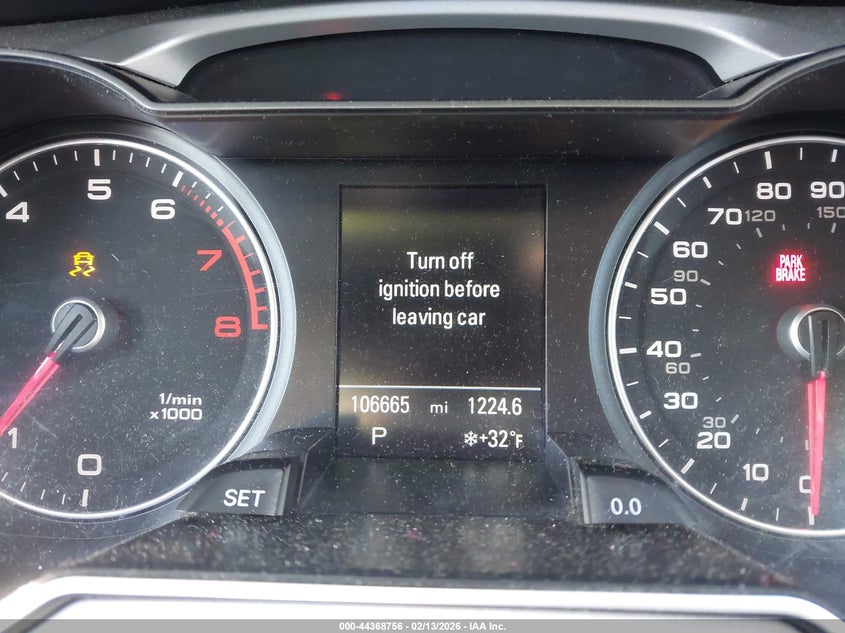 4 5 6 7 8
1/min
x1000
1 0
SET
Turn off
ignition before
leaving car
106665 mi 1224.6
P ❄+32°F
80 90
70 120 150
60
90
50
40
60
30
30
20
10 0
PARK
BRAKE
0.0
000-44368756 - 02/13/2026 - IAA Inc.